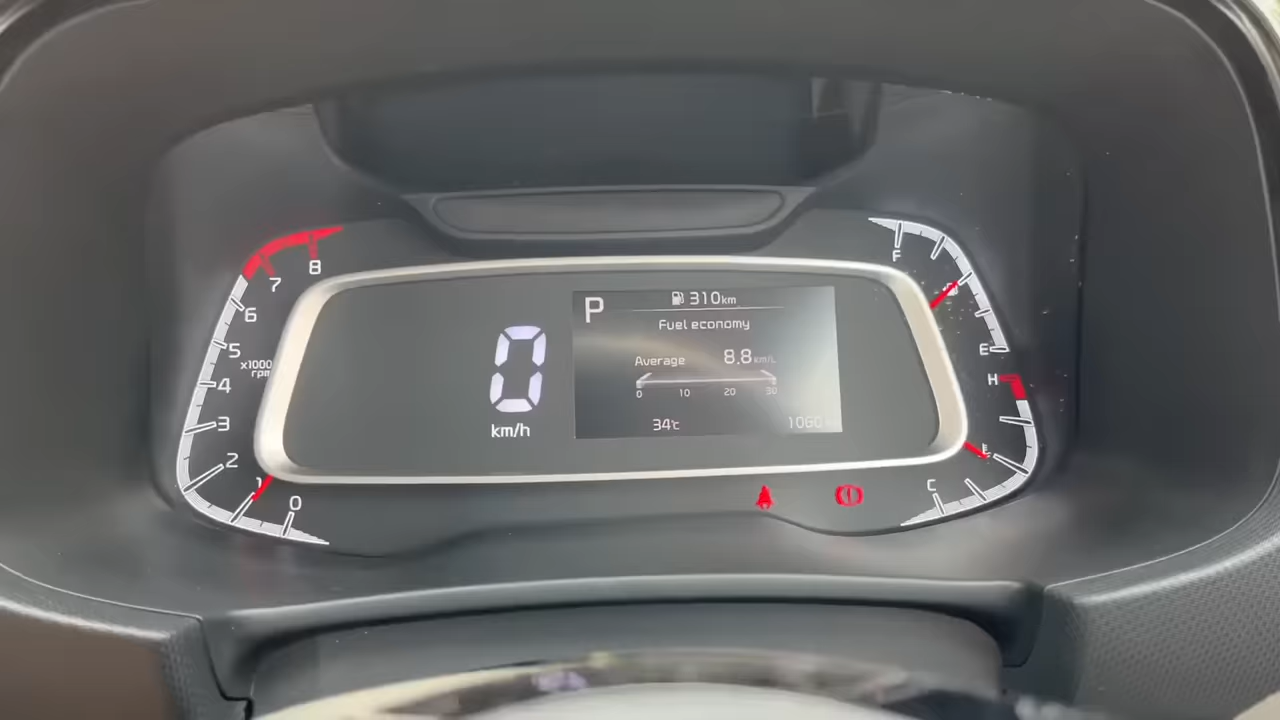 8
7
6
5
4
3
2
1
0
x1000
rpm
0
km/h
P
310km
Fuel economy
Average 8.8 km/L
0 10 20 30
34℃
1060
F
E
H
C